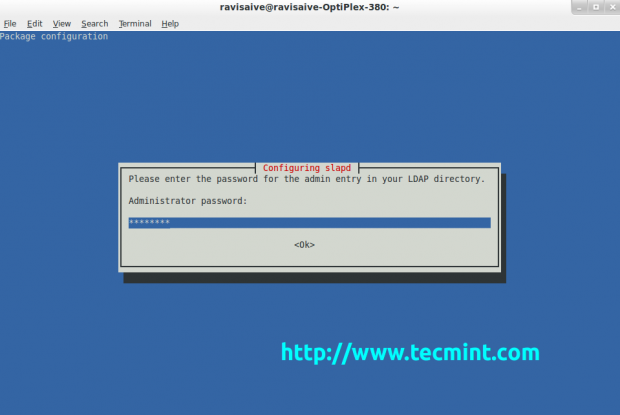 ravisaive@ravisaive-OptiPlex-380: ~
File Edit View Search Terminal Help
Package configuration
Configuring slapd
Please enter the password for the admin entry in your LDAP directory.
Administrator password:
********
<Ok>
http://www.tecmint.com